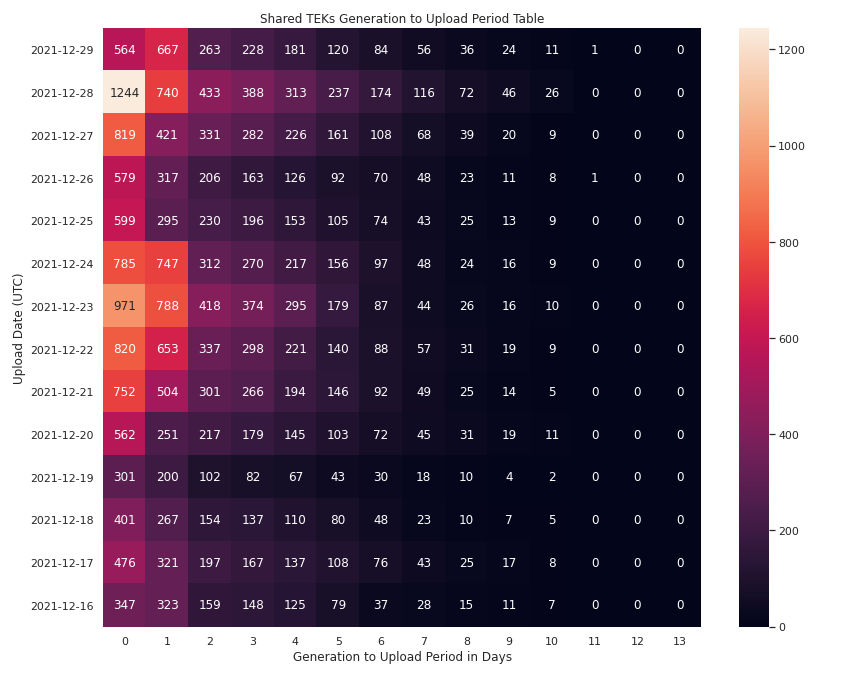 Shared TEKs Generation to Upload Period Table
Upload Date (UTC)
2021-12-29 564 667 263 228 181 120 84 56 36 24 11 1 0 0
2021-12-28 1244 740 433 388 313 237 174 116 72 46 26 0 0 0
2021-12-27 819 421 331 282 226 161 108 68 39 20 9 0 0 0
2021-12-26 579 317 206 163 126 92 70 48 23 11 8 1 0 0
2021-12-25 599 295 230 196 153 105 74 43 25 13 9 0 0 0
2021-12-24 785 747 312 270 217 156 97 48 24 16 9 0 0 0
2021-12-23 971 788 418 374 295 179 87 44 26 16 10 0 0 0
2021-12-22 820 653 337 298 221 140 88 57 31 19 9 0 0 0
2021-12-21 752 504 301 266 194 146 92 49 25 14 5 0 0 0
2021-12-20 562 251 217 179 145 103 72 45 31 19 11 0 0 0
2021-12-19 301 200 102 82 67 43 30 18 10 4 2 0 0 0
2021-12-18 401 267 154 137 110 80 48 23 10 7 5 0 0 0
2021-12-17 476 321 197 167 137 108 76 43 25 17 8 0 0 0
2021-12-16 347 323 159 148 125 79 37 28 15 11 7 0 0 0
0 1 2 3 4 5 6 7 8 9 10 11 12 13
Generation to Upload Period in Days
1200
1000
800
600
400
200
0